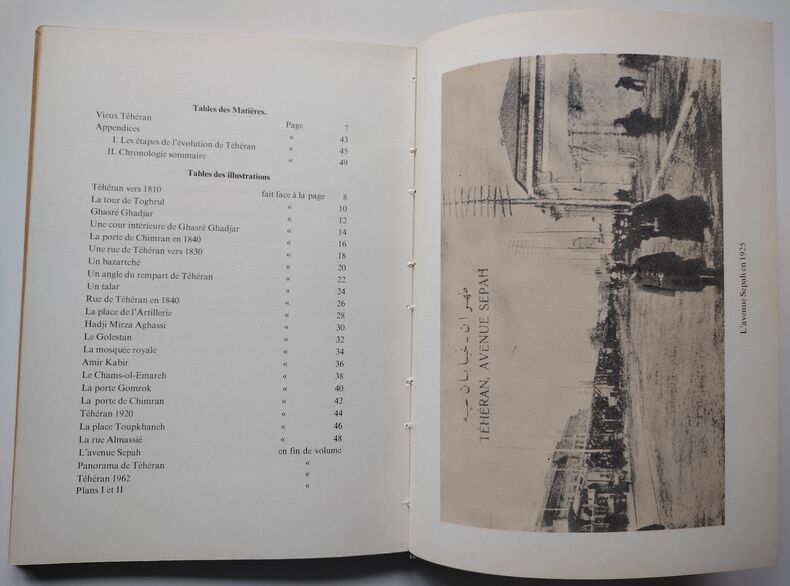 Tables des Matières.
Vieux Téhéran Page 7
Appendices « 43
I. Les étapes de l'évolution de Téhéran « 45
II. Chronologie sommaire « 49
Tables des illustrations
Téhéran vers 1810 fait face à la page 8
La tour de Toghrul « 10
Ghasré Ghadjar « 12
Une cour intérieure de Ghasré Ghadjar « 14
La porte de Chimran en 1840 « 16
Une rue de Téhéran vers 1830 « 18
Un bazartché « 20
Un angle du rempart de Téhéran « 22
Un talar « 24
Rue de Téhéran en 1840 « 26
La place de l'Artillerie « 28
Hadji Mirza Aghassi « 30
Le Golestan « 32
La mosquée royale « 34
Amir Kabir « 36
Le Chams-ol-Emareh « 38
La porte Gomrok « 40
La porte de Chimran « 42
Téhéran 1920 « 44
La place Toupkhaneh « 46
La rue Almassié « 48
L'avenue Sepah en fin de volume
Panorama de Téhéran «
Téhéran 1962 «
Plans I et II «
طهران - خیابان سپه
TÉHÉRAN, AVENUE SEPAH
L'avenue Sepah en 1925